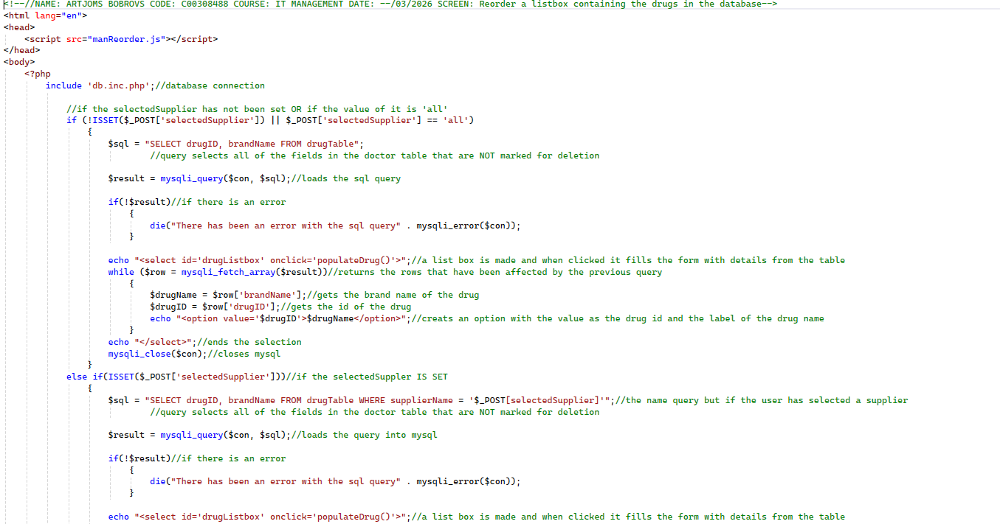 <!--//NAME: ARTJOMS BOBROVS CODE: C00308488 COURSE: IT MANAGEMENT DATE: --/03/2026 SCREEN: Reorder a listbox containing the drugs in the database-->
<html lang="en">
<head>
    <script src="manReorder.js"></script>
</head>
<body>
    <?php
        include 'db.inc.php';//database connection

            //if the selectedSupplier has not been set OR if the value of it is 'all'
            if (!ISSET($_POST['selectedSupplier']) || $_POST['selectedSupplier'] == 'all')
                {
                    $sql = "SELECT drugID, brandName FROM drugTable";
                            //query selects all of the fields in the doctor table that are NOT marked for deletion

                    $result = mysqli_query($con, $sql);//loads the sql query

                    if(!$result)//if there is an error
                        {
                            die("There has been an error with the sql query" . mysqli_error($con));
                        }

                    echo "<select id='drugListbox' onclick='populateDrug()'>";//a list box is made and when clicked it fills the form with details from the table
                    while ($row = mysqli_fetch_array($result))//returns the rows that have been affected by the previous query
                        {
                            $drugName = $row['brandName'];//gets the brand name of the drug
                            $drugID = $row['drugID'];//gets the id of the drug
                            echo "<option value='$drugID'>$drugName</option>";//creats an option with the value as the drug id and the label of the drug name
                        }
                    echo "</select>";//ends the selection
                    mysqli_close($con);//closes mysql
                }
            else if(ISSET($_POST['selectedSupplier']))//if the selectedSuppler IS SET
                {
                    $sql = "SELECT drugID, brandName FROM drugTable WHERE supplierName = '$_POST[selectedSupplier]'";//the name query but if the user has selected a supplier
                            //query selects all of the fields in the doctor table that are NOT marked for deletion

                    $result = mysqli_query($con, $sql);//loads the query into mysql

                    if(!$result)//if there is an error
                        {
                            die("There has been an error with the sql query" . mysqli_error($con));
                        }

                    echo "<select id='drugListbox' onclick='populateDrug()'>";//a list box is made and when clicked it fills the form with details from the table